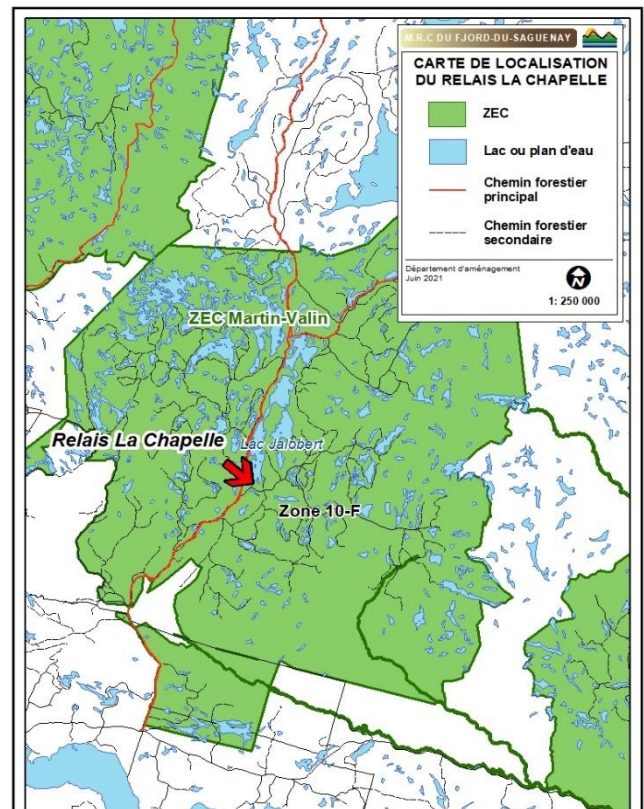 M.R.C DU FJORD-DU-SAGUENAY
CARTE DE LOCALISATION
DU RELAIS LA CHAPELLE
ZEC
Lac ou plan d'eau
Chemin forestier
principal
Chemin forestier
secondaire
Département d'aménagement
Juin 2021
N
1: 250 000
ZEC Martin-Valin
Relais La Chapelle
Lac Jalobert
Zone 10-F